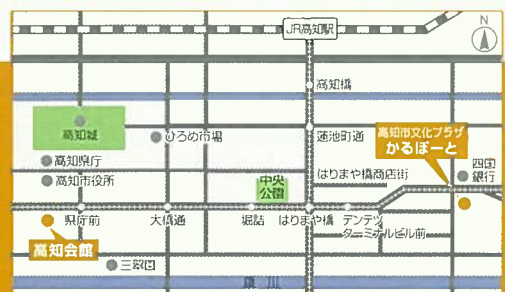 JR高知駅
N
高知橋
高知城
ひろめ市場
蓮池町通
高知市文化プラザ
かるぽーと
高知県庁
高知市役所
中央
公園
はりまや橋商店街
四国
銀行
県庁前
大橋通
堀詰
はりまや橋
デンテツ
ターミナルビル前
高知会館
三翠園